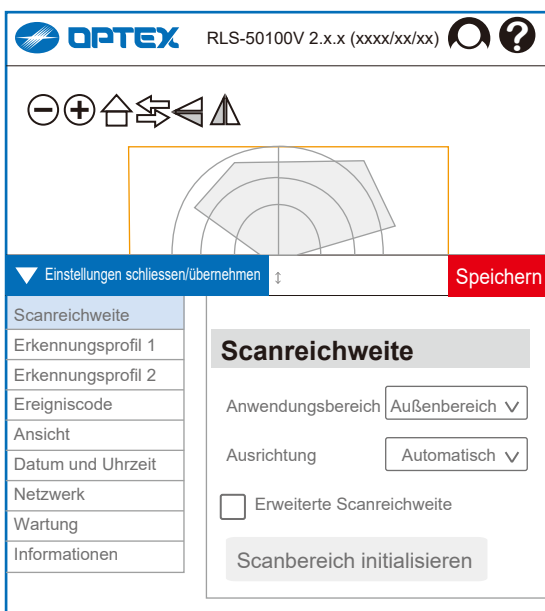 OPTEX RLS-50100V 2.x.x (xxxx/xx/xx)
Einstellungen schliessen/übernehmen
Speichern
Scanreichweite
Erkennungsprofil 1
Erkennungsprofil 2
Ereigniscode
Ansicht
Datum und Uhrzeit
Netzwerk
Wartung
Informationen
Scanreichweite
Anwendungsbereich Außenbereich
Ausrichtung Automatisch
Erweiterte Scanreichweite
Scanbereich initialisieren